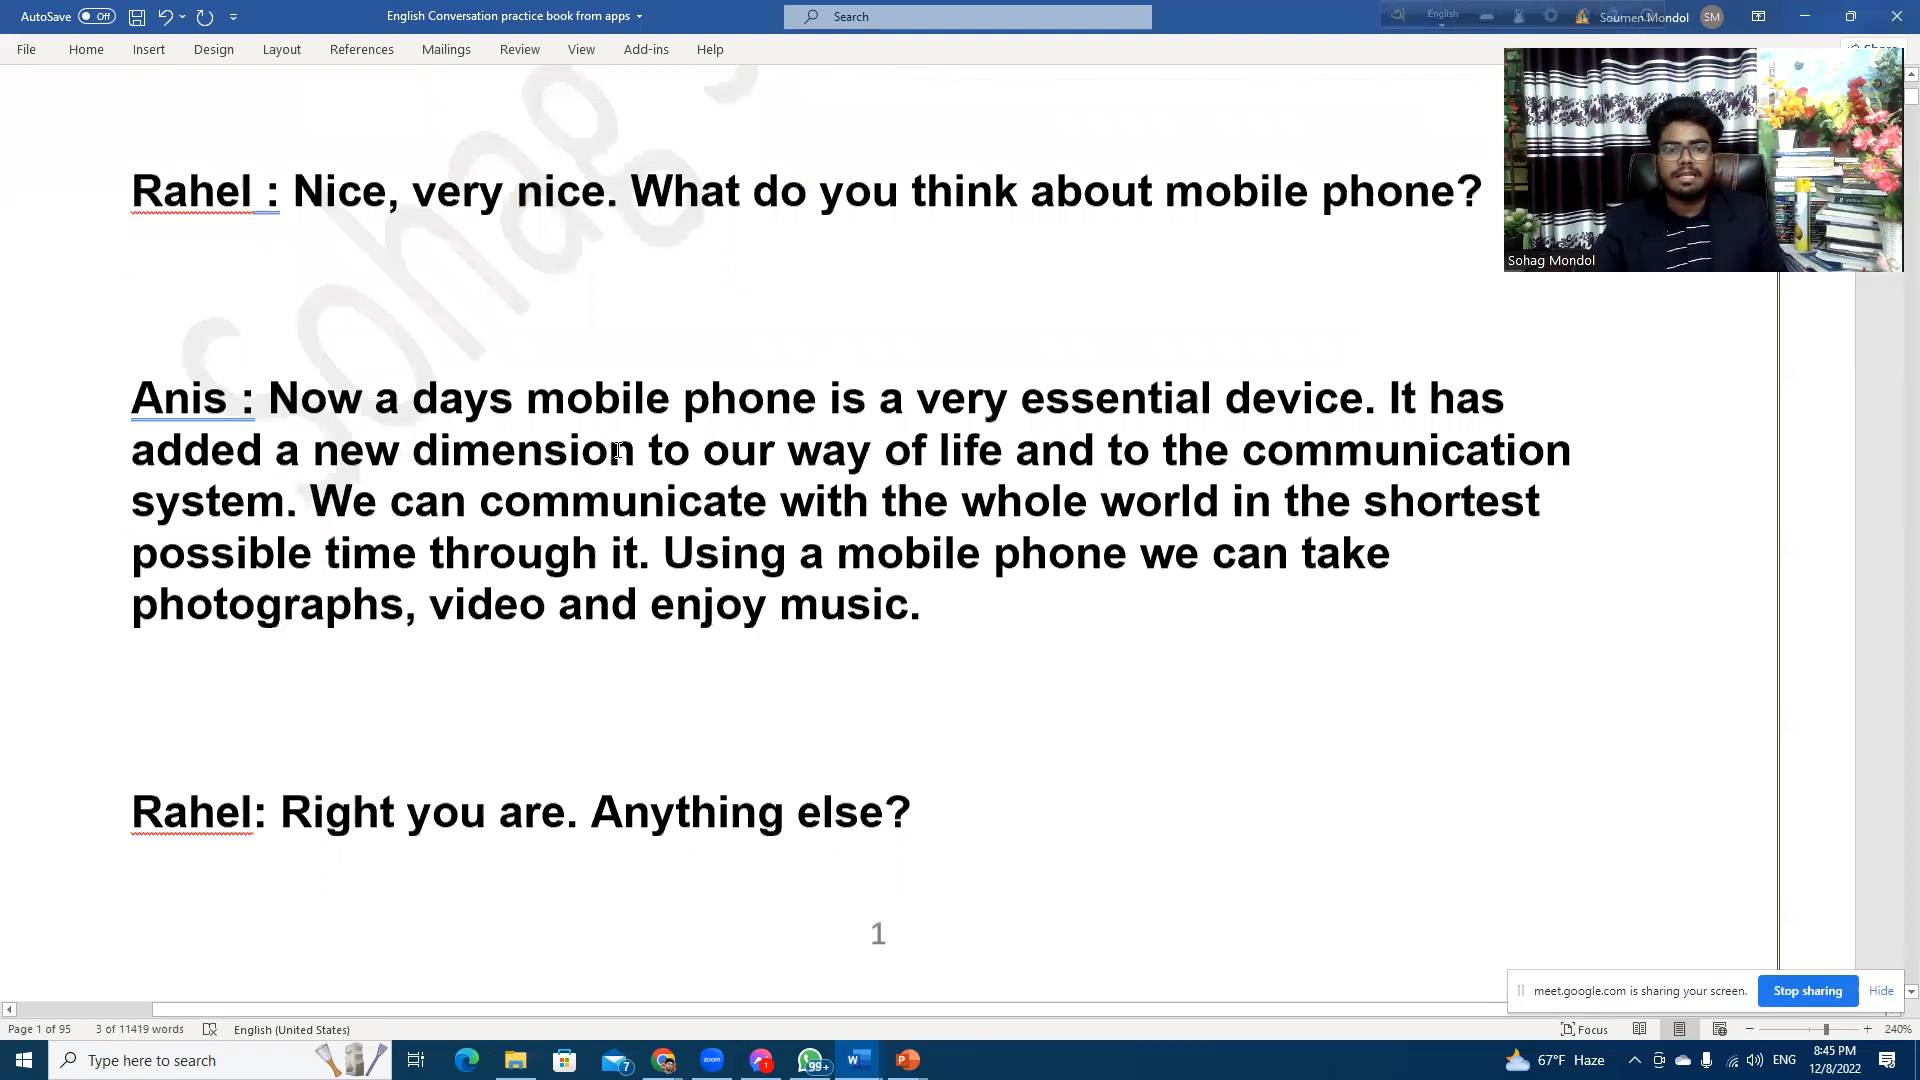 AutoSave Off English Conversation practice book from apps Search English Soumen Mondol SM
File Home Insert Design Layout References Mailings Review View Add-ins Help
Sohag
Rahel : Nice, very nice. What do you think about mobile phone?
Sohag Mondol
Anis : Now a days mobile phone is a very essential device. It has
added a new dimension to our way of life and to the communication
system. We can communicate with the whole world in the shortest
possible time through it. Using a mobile phone we can take
photographs, video and enjoy music.
Rahel: Right you are. Anything else?
1
meet.google.com is sharing your screen. Stop sharing Hide
Page 1 of 95 3 of 11419 words English (United States) Focus 240%
Type here to search 7 zoom 1 99+ W P 67°F Haze ENG 8:45 PM
12/8/2022